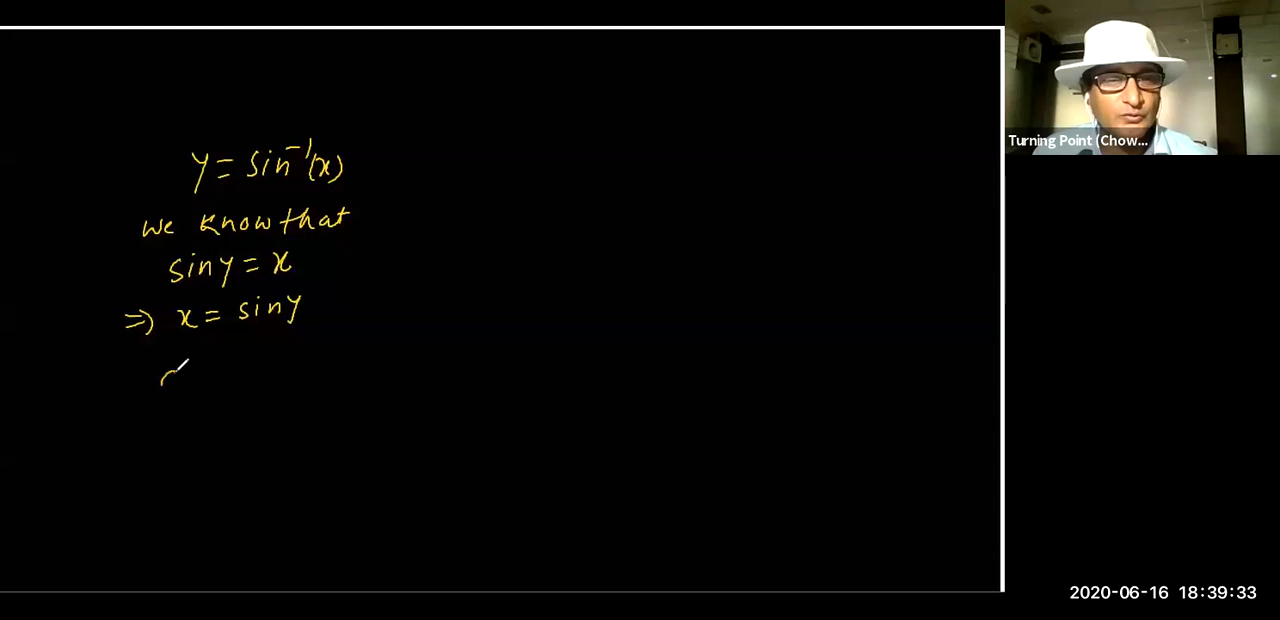 y = sin⁻¹(x)
we know that
sin y = x
⇒ x = sin y
Turning Point (Chow...
2020-06-16 18:39:33